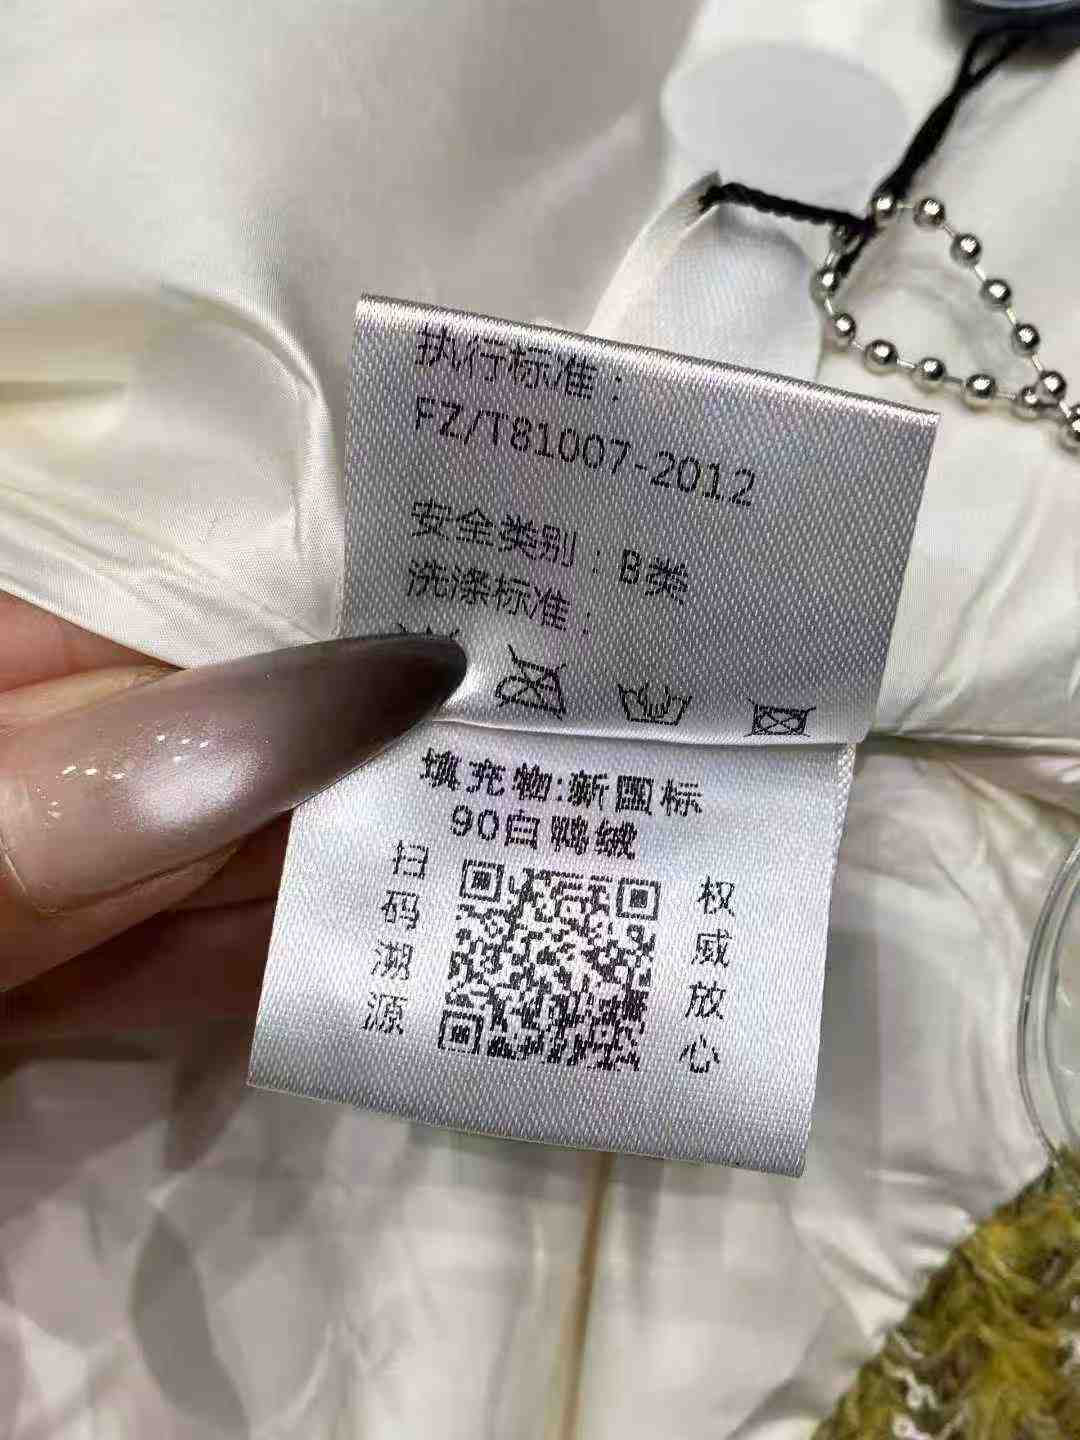 执行标准：
FZ/T81007-2012
安全类别：B类
洗涤标准：
填充物:新国标
90白鸭绒
扫码溯源
权威放心